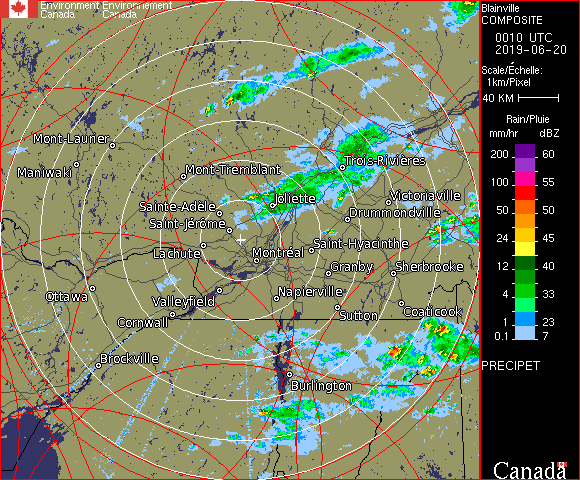 Environment Environnement
Canada Canada
Blainville
COMPOSITE
0010 UTC
2019-06-20
Scale/Échelle:
1km/Pixel
40 KM
Rain/Pluie
mm/hr dBZ
200 60
100 55
50 50
24 45
12 40
4 33
1 23
0.1 7
PRECIPET
Canada
Mont-Laurier
Maniwaki
Mont-Tremblant
Trois-Rivières
Sainte-Adèle
Joliette
Victoriaville
Saint-Jérôme
Drummondville
Lachute
Montréal
Saint-Hyacinthe
Granby
Sherbrooke
Ottawa
Valleyfield
Napierville
Cornwall
Sutton
Coaticook
Brockville
Burlington